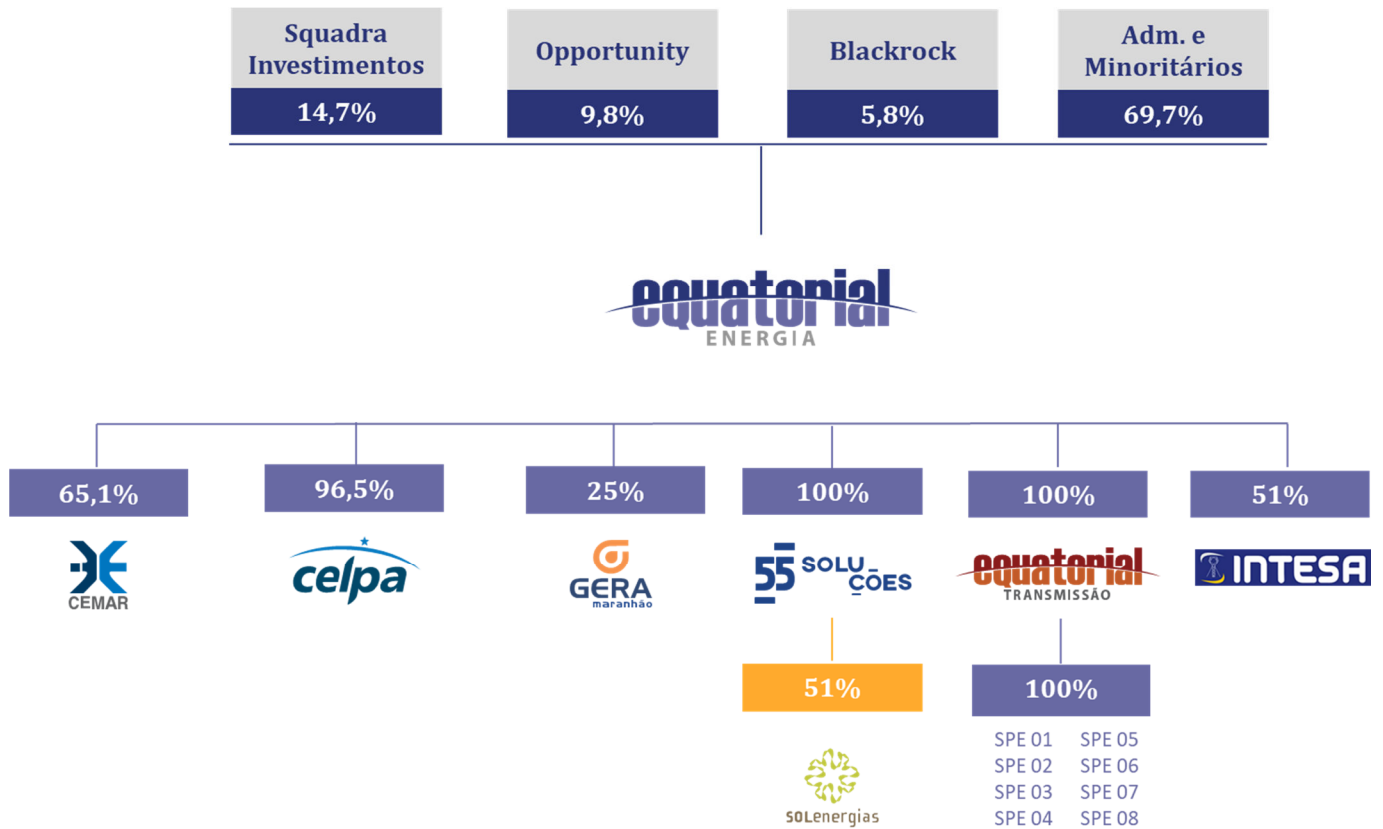 Squadra
Investimentos
14,7%
Opportunity
9,8%
Blackrock
5,8%
Adm. e
Minoritários
69,7%
equatorial
ENERGIA
65,1%
96,5%
25%
100%
100%
51%
CEMAR
celpa
GERA
maranhão
55 SOLU_
ÇÕES
equatorial
TRANSMISSÃO
INTESA
51%
100%
SOLenergias
SPE 01 SPE 05
SPE 02 SPE 06
SPE 03 SPE 07
SPE 04 SPE 08